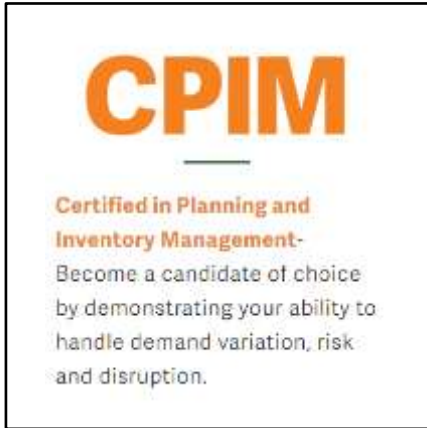 CPIM
Certified in Planning and
Inventory Management-
Become a candidate of choice
by demonstrating your ability to
handle demand variation, risk
and disruption.